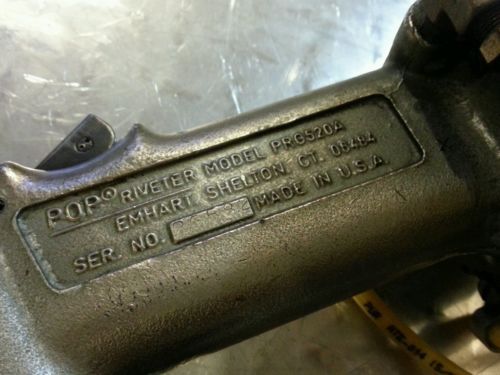 POP® RIVETER MODEL PRG520A
EMHART SHELTON, CT. 06484
SER. NO. MADE IN U.S.A.